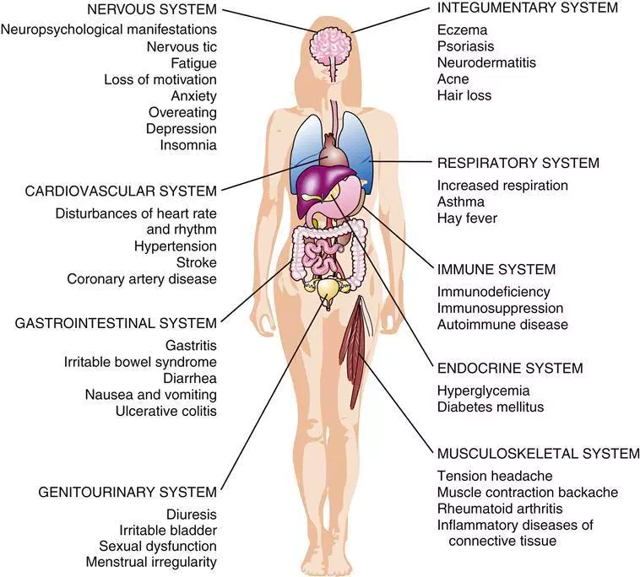 NERVOUS SYSTEM
Neuropsychological manifestations
Nervous tic
Fatigue
Loss of motivation
Anxiety
Overeating
Depression
Insomnia
CARDIOVASCULAR SYSTEM
Disturbances of heart rate
and rhythm
Hypertension
Stroke
Coronary artery disease
GASTROINTESTINAL SYSTEM
Gastritis
Irritable bowel syndrome
Diarrhea
Nausea and vomiting
Ulcerative colitis
GENITOURINARY SYSTEM
Diuresis
Irritable bladder
Sexual dysfunction
Menstrual irregularity
INTEGUMENTARY SYSTEM
Eczema
Psoriasis
Neurodermatitis
Acne
Hair loss
RESPIRATORY SYSTEM
Increased respiration
Asthma
Hay fever
IMMUNE SYSTEM
Immunodeficiency
Immunosuppression
Autoimmune disease
ENDOCRINE SYSTEM
Hyperglycemia
Diabetes mellitus
MUSCULOSKELETAL SYSTEM
Tension headache
Muscle contraction backache
Rheumatoid arthritis
Inflammatory diseases of
connective tissue